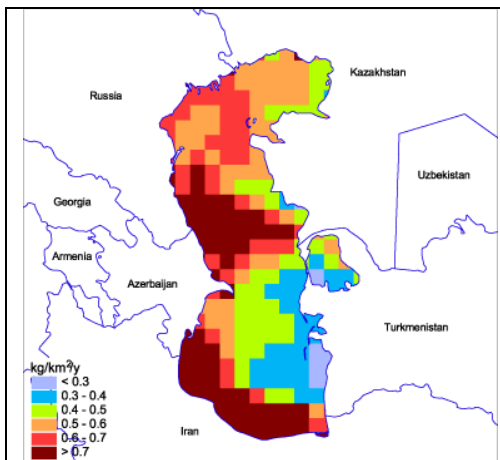 Kazakhstan
Russia
Uzbekistan
Georgia
Armenia
Azerbaijan
Turkmenistan
kg/km²/y
< 0.3
0.3 - 0.4
0.4 - 0.5
0.5 - 0.6
0.6 - 0.7
> 0.7
Iran